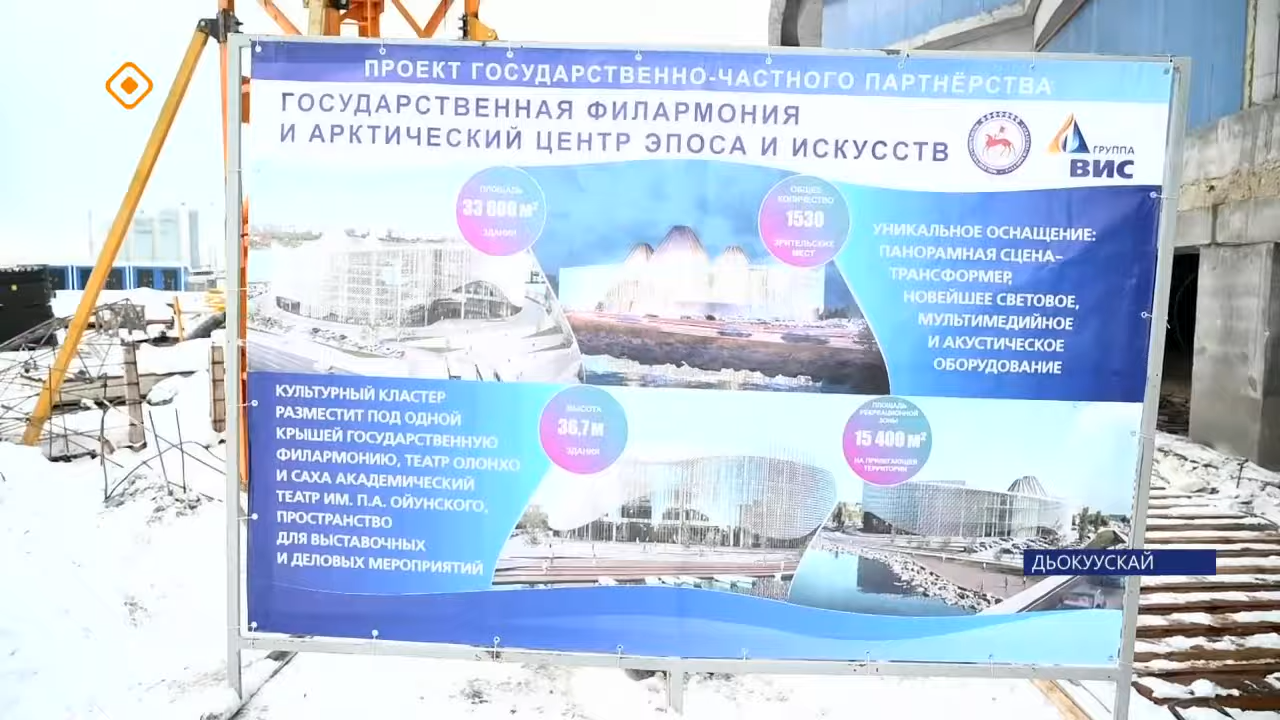 ПРОЕКТ ГОСУДАРСТВЕННО-ЧАСТНОГО ПАРТНЁРСТВА
ГОСУДАРСТВЕННАЯ ФИЛАРМОНИЯ
И АРКТИЧЕСКИЙ ЦЕНТР ЭПОСА И ИСКУССТВ
ГРУППА
ВИС
ПЛОЩАДЬ
33 000 м²
ЗДАНИЯ
ОБЩЕЕ
КОЛИЧЕСТВО
1530
ЗРИТЕЛЬСКИХ
МЕСТ
УНИКАЛЬНОЕ ОСНАЩЕНИЕ:
ПАНОРАМНАЯ СЦЕНА-
ТРАНСФОРМЕР,
НОВЕЙШЕЕ СВЕТОВОЕ,
МУЛЬТИМЕДИЙНОЕ
И АКУСТИЧЕСКОЕ
ОБОРУДОВАНИЕ
КУЛЬТУРНЫЙ КЛАСТЕР
РАЗМЕСТИТ ПОД ОДНОЙ
КРЫШЕЙ ГОСУДАРСТВЕННУЮ
ФИЛАРМОНИЮ, ТЕАТР ОЛОНХО
И САХА АКАДЕМИЧЕСКИЙ
ТЕАТР ИМ. П.А. ОЙУНСКОГО,
ПРОСТРАНСТВО
ДЛЯ ВЫСТАВОЧНЫХ
И ДЕЛОВЫХ МЕРОПРИЯТИЙ
ВЫСОТА
36,7 м
ЗДАНИЯ
ПЛОЩАДЬ
РЕКРЕАЦИОННОЙ
ЗОНЫ
15 400 м²
НА ПРИЛЕГАЮЩЕЙ
ТЕРРИТОРИИ
ДЬОКУУСКАЙ